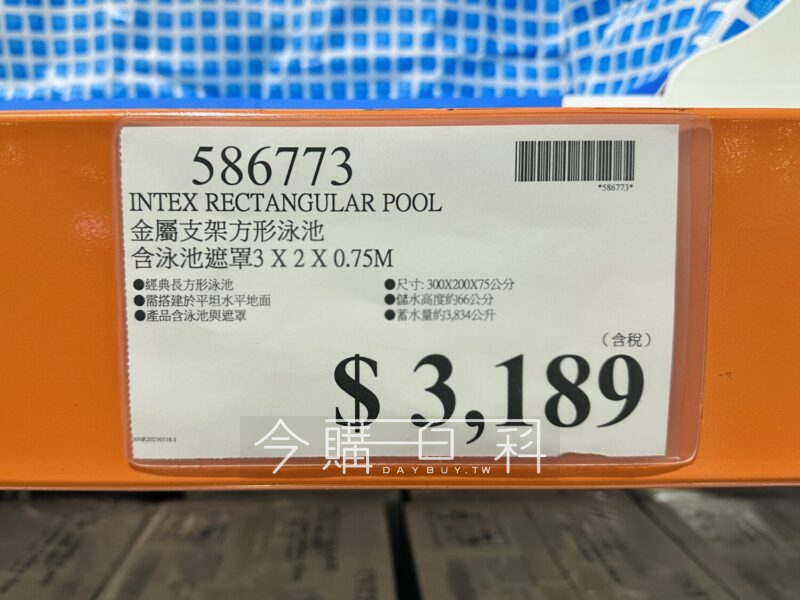 586773
*586773*
INTEX RECTANGULAR POOL
金屬支架方形泳池
含泳池遮罩3 X 2 X 0.75M
●經典長方形泳池
●需搭建於平坦水平地面
●產品含泳池與遮罩
●尺寸: 300X200X75公分
●儲水高度約66公分
●蓄水量約3,834公升
(含稅)
$ 3,189
今購百科
DAYBUY.TW